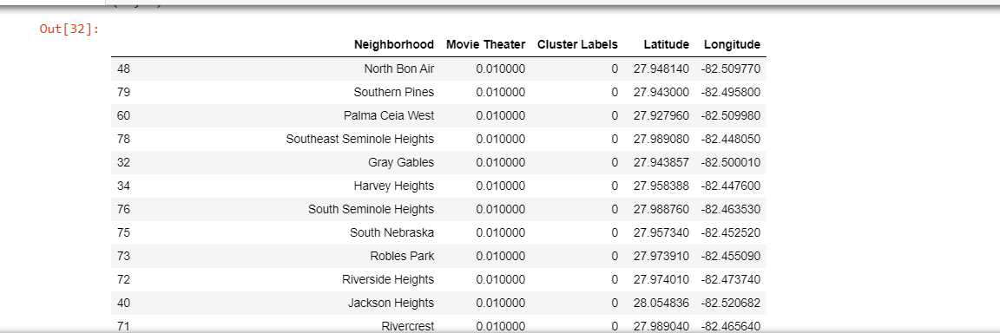 Out[32]:
Neighborhood Movie Theater Cluster Labels Latitude Longitude
48 North Bon Air 0.010000 0 27.948140 -82.509770
79 Southern Pines 0.010000 0 27.943000 -82.495800
60 Palma Ceia West 0.010000 0 27.927960 -82.509980
78 Southeast Seminole Heights 0.010000 0 27.989080 -82.448050
32 Gray Gables 0.010000 0 27.943857 -82.500010
34 Harvey Heights 0.010000 0 27.958388 -82.447600
76 South Seminole Heights 0.010000 0 27.988760 -82.463530
75 South Nebraska 0.010000 0 27.957340 -82.452520
73 Robles Park 0.010000 0 27.973910 -82.455090
72 Riverside Heights 0.010000 0 27.974010 -82.473740
40 Jackson Heights 0.010000 0 28.054836 -82.520682
71 Rivercrest 0.010000 0 27.989040 -82.465640